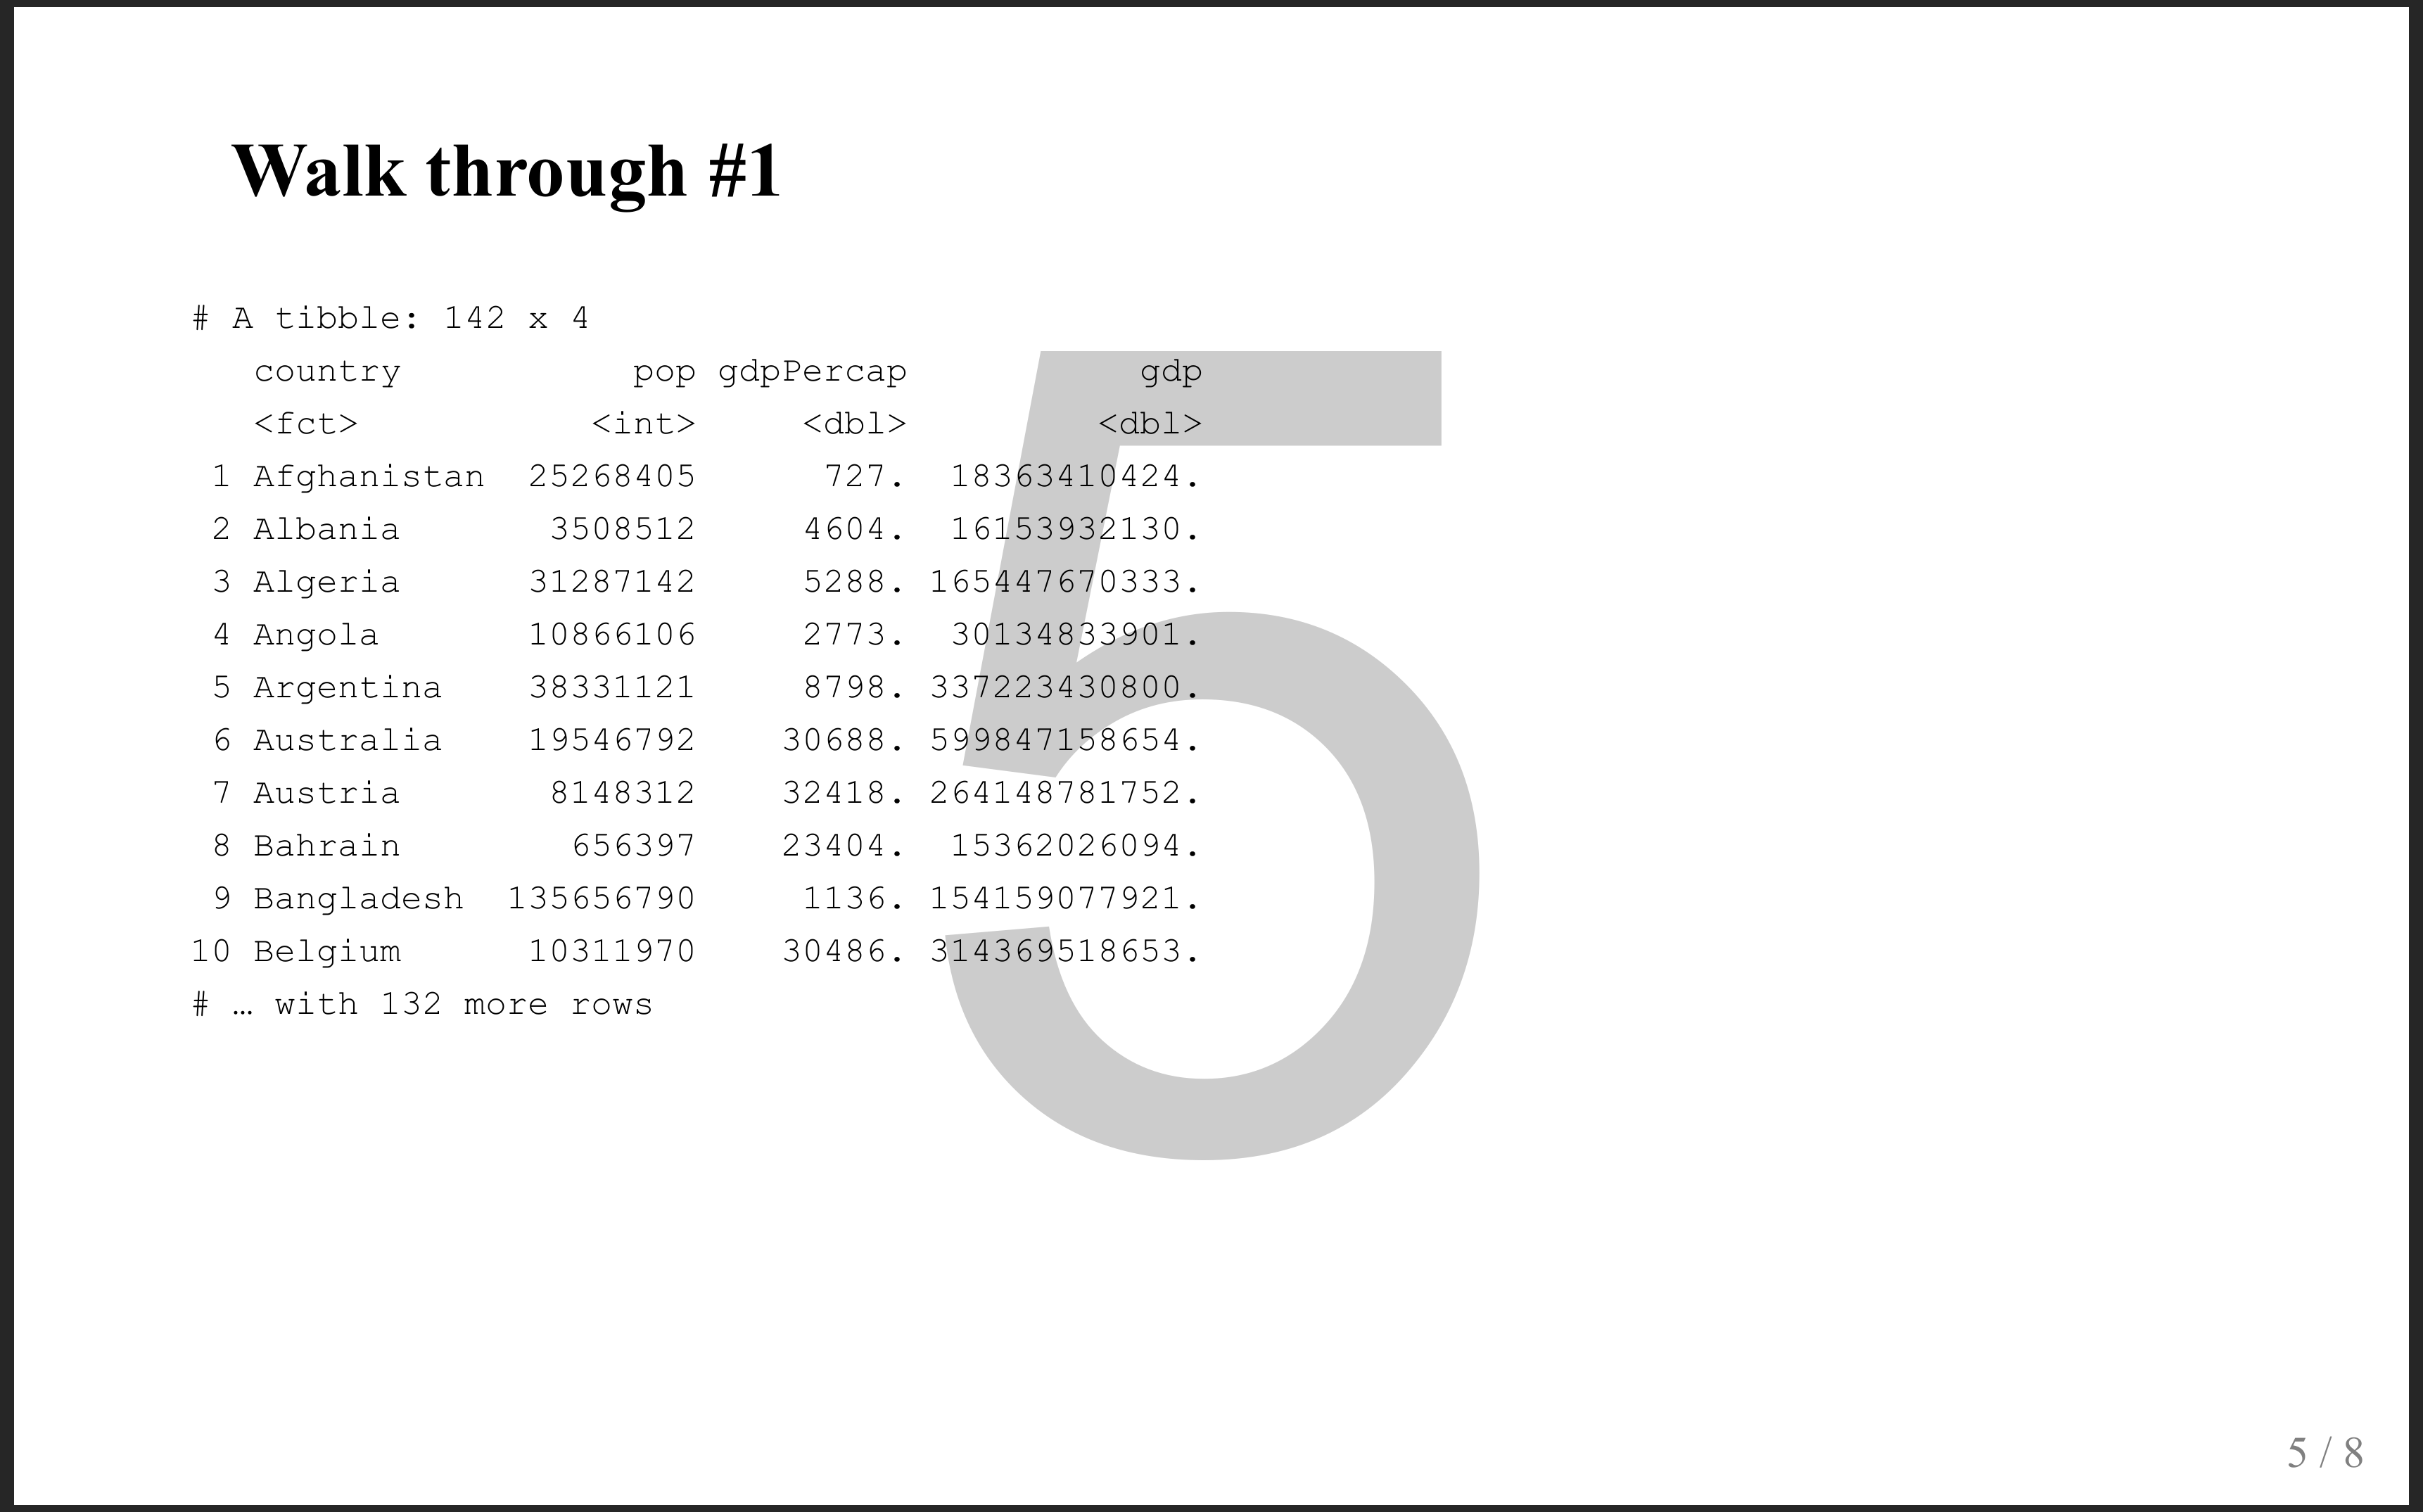 Walk through #1
# A tibble: 142 x 4
country pop gdpPercap gdp
<fct> <int> <dbl> <dbl>
1 Afghanistan 25268405 727. 18363410424.
2 Albania 3508512 4604. 16153932130.
3 Algeria 31287142 5288. 165447670333.
4 Angola 10866106 2773. 30134833901.
5 Argentina 38331121 8798. 337223430800.
6 Australia 19546792 30688. 599847158654.
7 Austria 8148312 32418. 264148781752.
8 Bahrain 656397 23404. 15362026094.
9 Bangladesh 135656790 1136. 154159077921.
10 Belgium 10311970 30486. 314369518653.
# … with 132 more rows
5
5 / 8